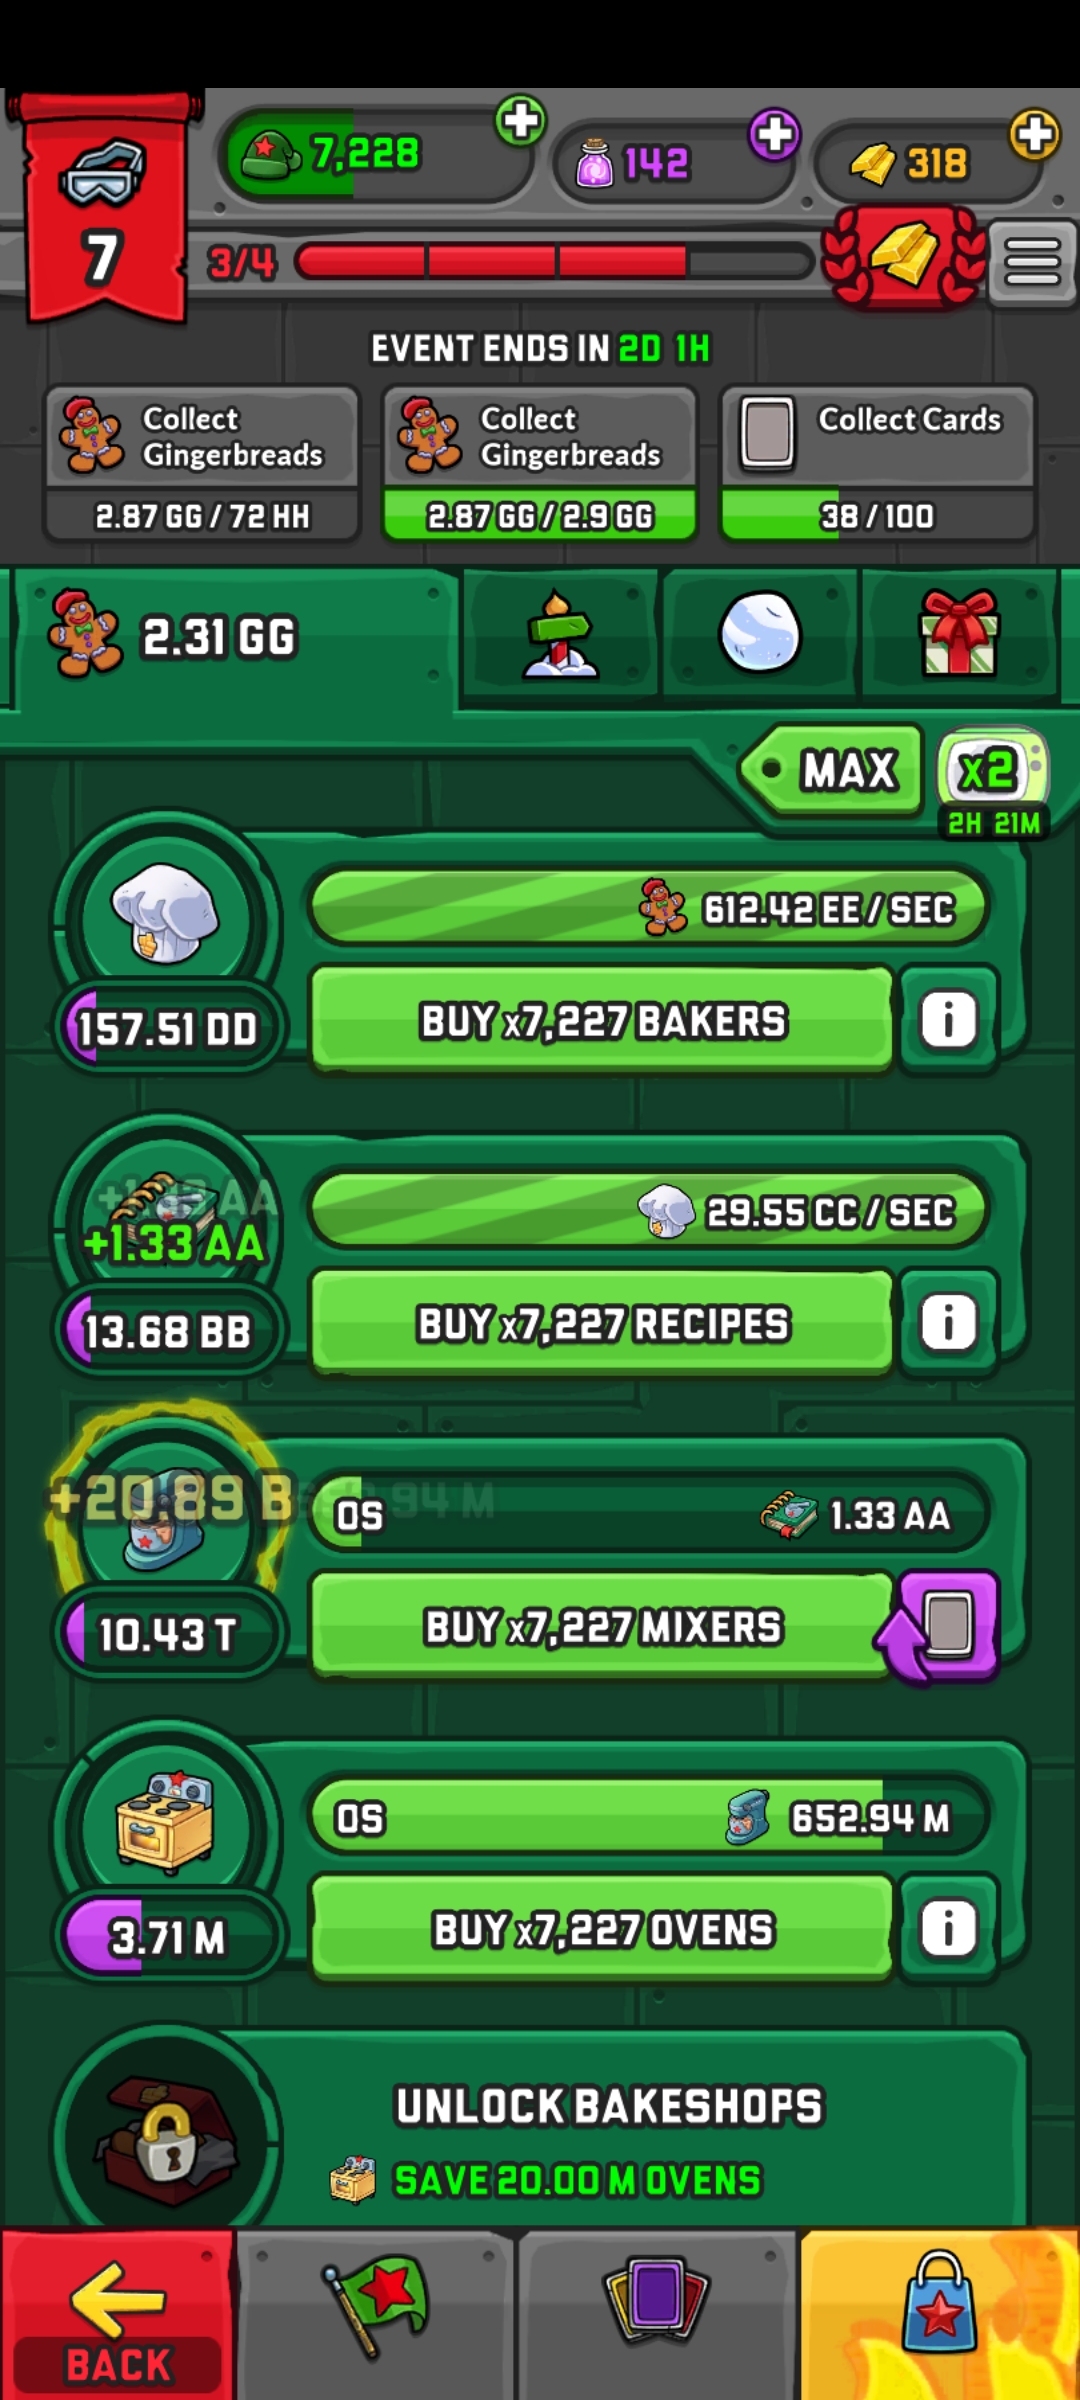 7,228
142
318
7
3/4
EVENT ENDS IN 2D 1H
Collect
Gingerbreads
2.87 GG / 72 HH
Collect
Gingerbreads
2.87 GG / 2.9 GG
Collect Cards
38 / 100
2.31 GG
MAX
x2
2H 21M
612.42 EE / SEC
157.51 DD
BUY x7,227 BAKERS
i
+1.33 AA
29.55 CC / SEC
13.68 BB
BUY x7,227 RECIPES
i
+20.89 B
0S
1.33 AA
10.43 T
BUY x7,227 MIXERS
0S
652.94 M
3.71 M
BUY x7,227 OVENS
i
UNLOCK BAKESHOPS
SAVE 20.00 M OVENS
BACK